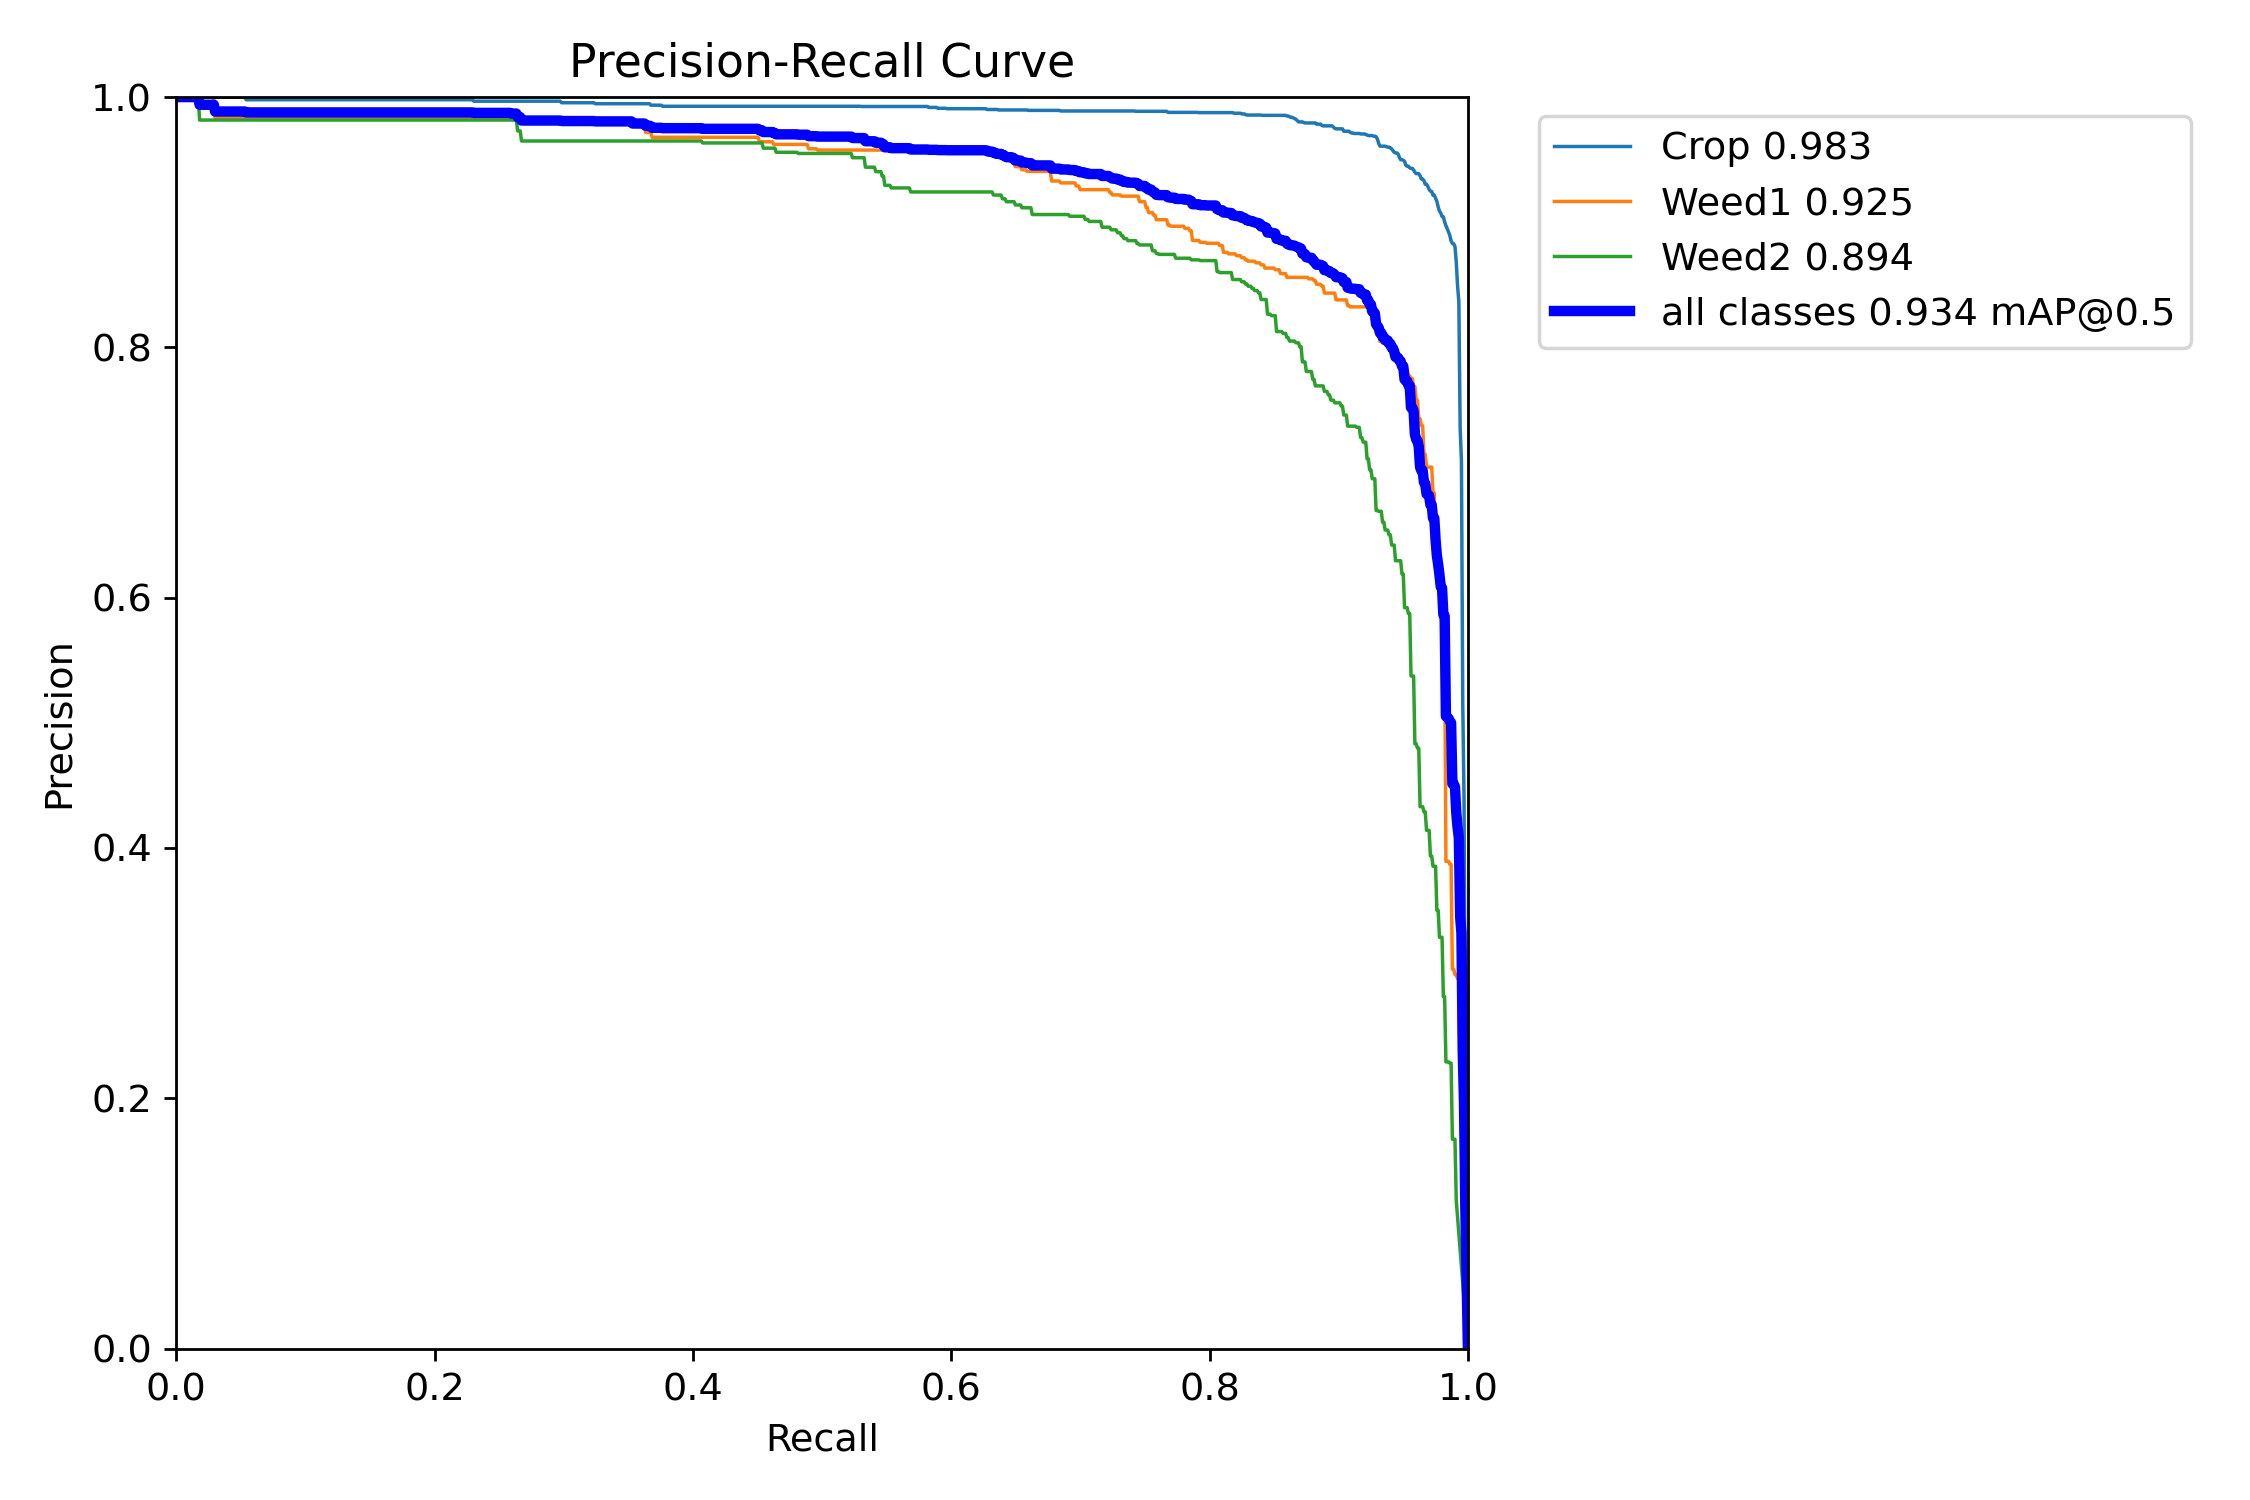 Precision-Recall Curve
1.0
0.8
0.6
0.4
0.2
0.0
Precision
0.0 0.2 0.4 0.6 0.8 1.0
Recall
Crop 0.983
Weed1 0.925
Weed2 0.894
all classes 0.934 mAP@0.5